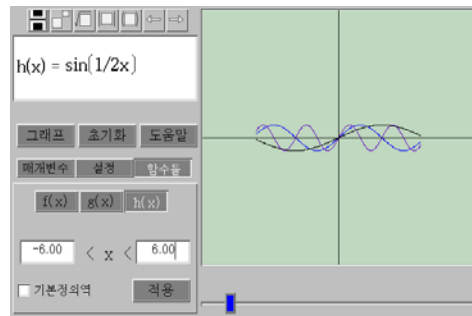 h(x) = sin(1/2x)
그래프 초기화 도움말
매개변수 설정 함수들
f(x) g(x) h(x)
-6.00 < x < 6.00
기본정의역 적용